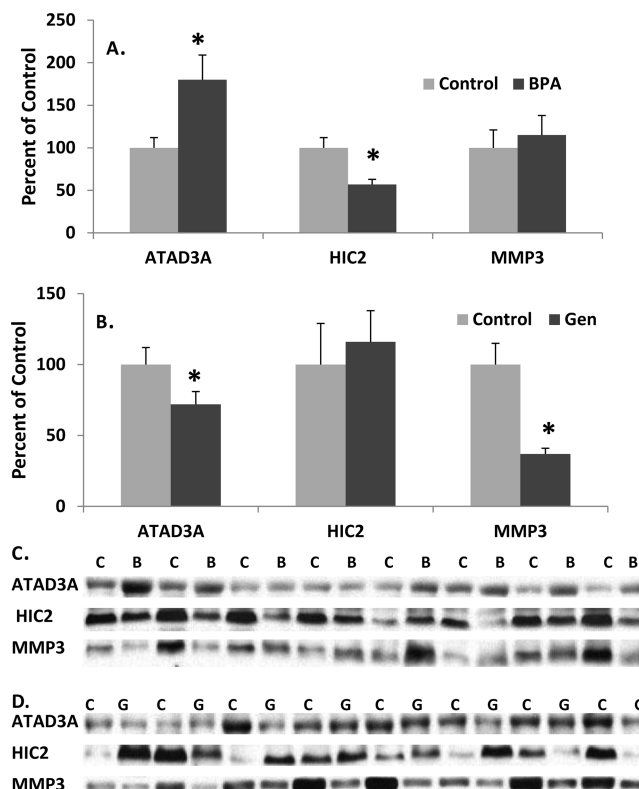 250
200
150
100
50
0
Percent of Control
A.
*
*
Control BPA
ATAD3A HIC2 MMP3
150
100
50
0
Percent of Control
B.
*
*
Control Gen
ATAD3A HIC2 MMP3
C.
C B C B C B C B C B C B C B C B
ATAD3A
HIC2
MMP3
D.
C G C G C G C G C G C G C G C
ATAD3A
HIC2
MMP3